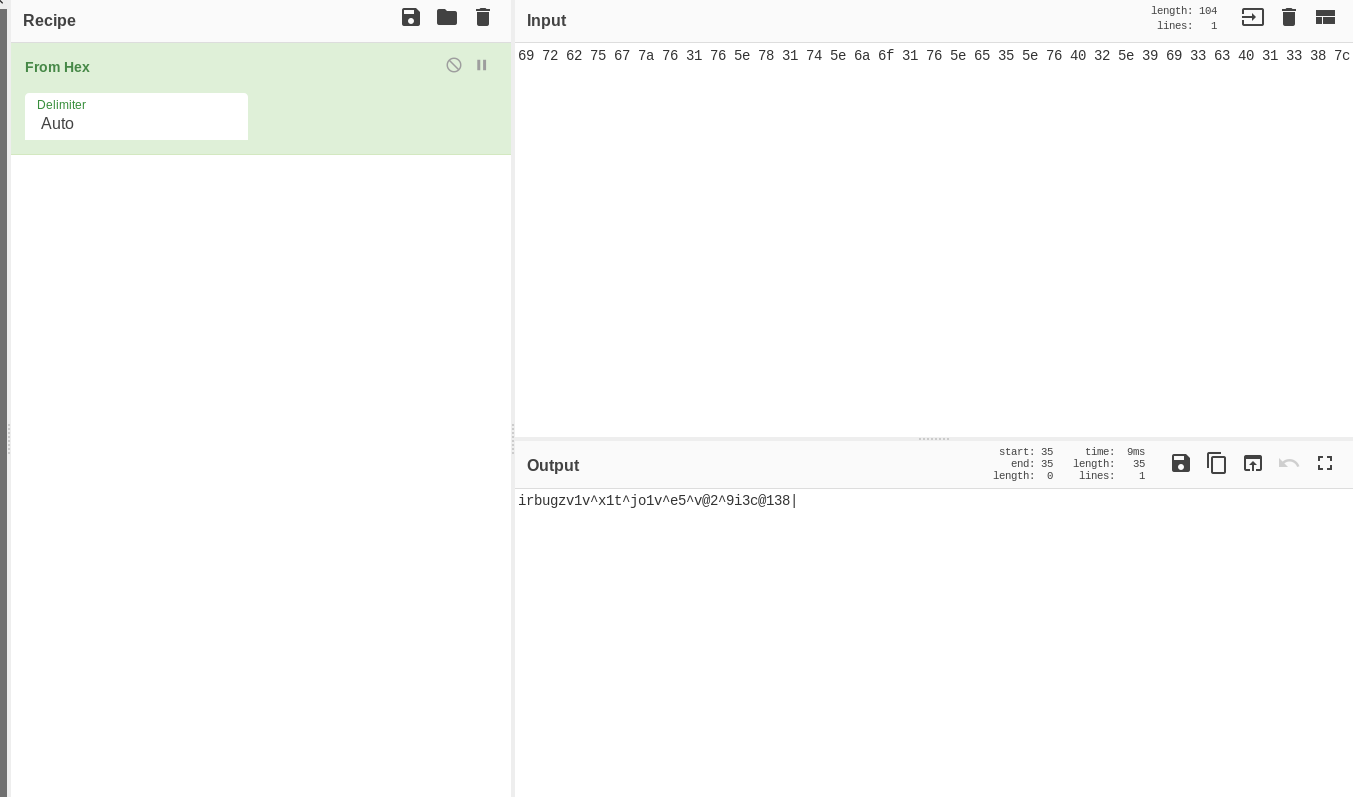 Recipe
From Hex
Delimiter
Auto
Input
length: 104
lines: 1
69 72 62 75 67 7a 76 31 76 5e 78 31 74 5e 6a 6f 31 76 5e 65 35 5e 76 40 32 5e 39 69 33 63 40 31 33 38 7c
Output
start: 35 time: 9ms
end: 35 length: 35
length: 0 lines: 1
irbugzv1v^x1t^jo1v^e5^v@2^9i3c@138|